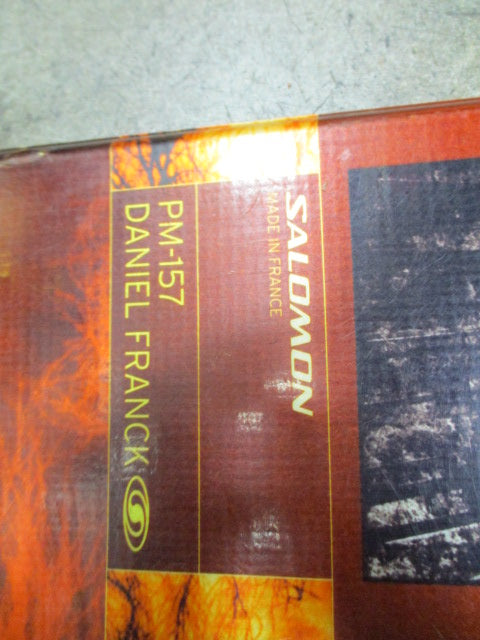 SALOMON
MADE IN FRANCE
PM-157
DANIEL FRANCK